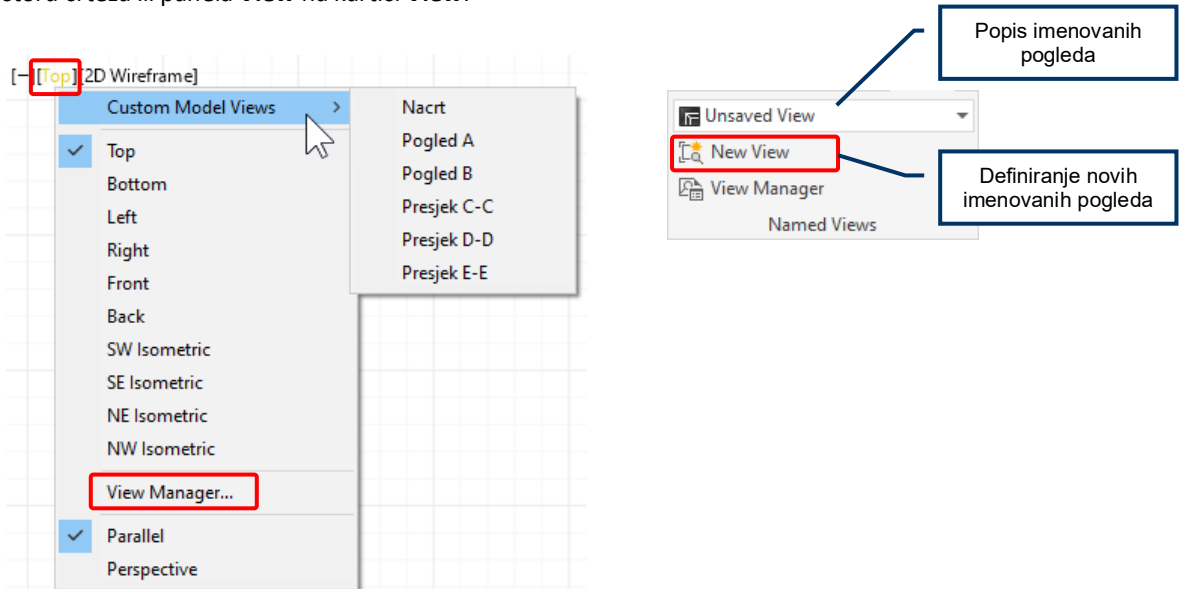 Popis imenovanih
pogleda
[−][Top][2D Wireframe]
Custom Model Views >
Top
Bottom
Left
Right
Front
Back
SW Isometric
SE Isometric
NE Isometric
NW Isometric
View Manager...
Parallel
Perspective
Nacrt
Pogled A
Pogled B
Presjek C-C
Presjek D-D
Presjek E-E
Unsaved View
New View
View Manager
Named Views
Definiranje novih
imenovanih pogleda